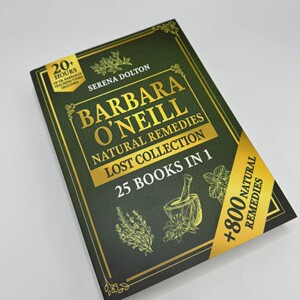 20+
HOURS
SERENA DOLTON
BARBARA
O'NEILL
NATURAL REMEDIES
LOST COLLECTION
25 BOOKS IN 1
+800 NATURAL
REMEDIES